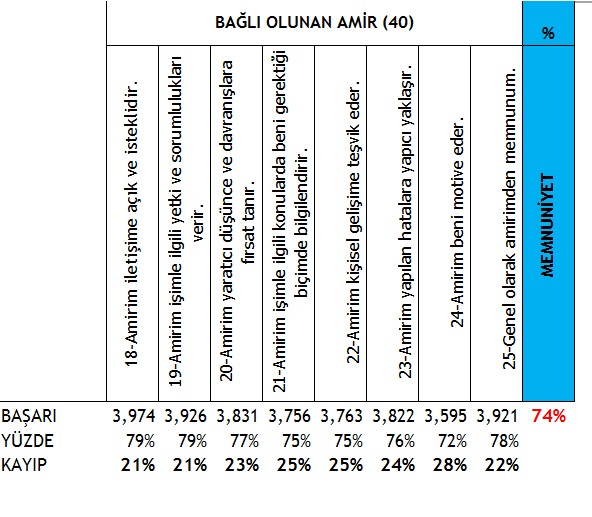 BAĞLI OLUNAN AMİR (40)
%
18-Amirim iletişime açık ve isteklidir.
19-Amirim işimle ilgili yetki ve sorumlulukları
verir.
20-Amirim yaratıcı düşünce ve davranışlara
fırsat tanır.
21-Amirim işimle ilgili konularda beni gerektiği
biçimde bilgilendirir.
22-Amirim kişisel gelişime teşvik eder.
23-Amirim yapılan hatalara yapıcı yaklaşır.
24-Amirim beni motive eder.
25-Genel olarak amirimden memnunum.
MEMNUNİYET
BAŞARI 3,974 3,926 3,831 3,756 3,763 3,822 3,595 3,921 74%
YÜZDE 79% 79% 77% 75% 75% 76% 72% 78%
KAYIP 21% 21% 23% 25% 25% 24% 28% 22%